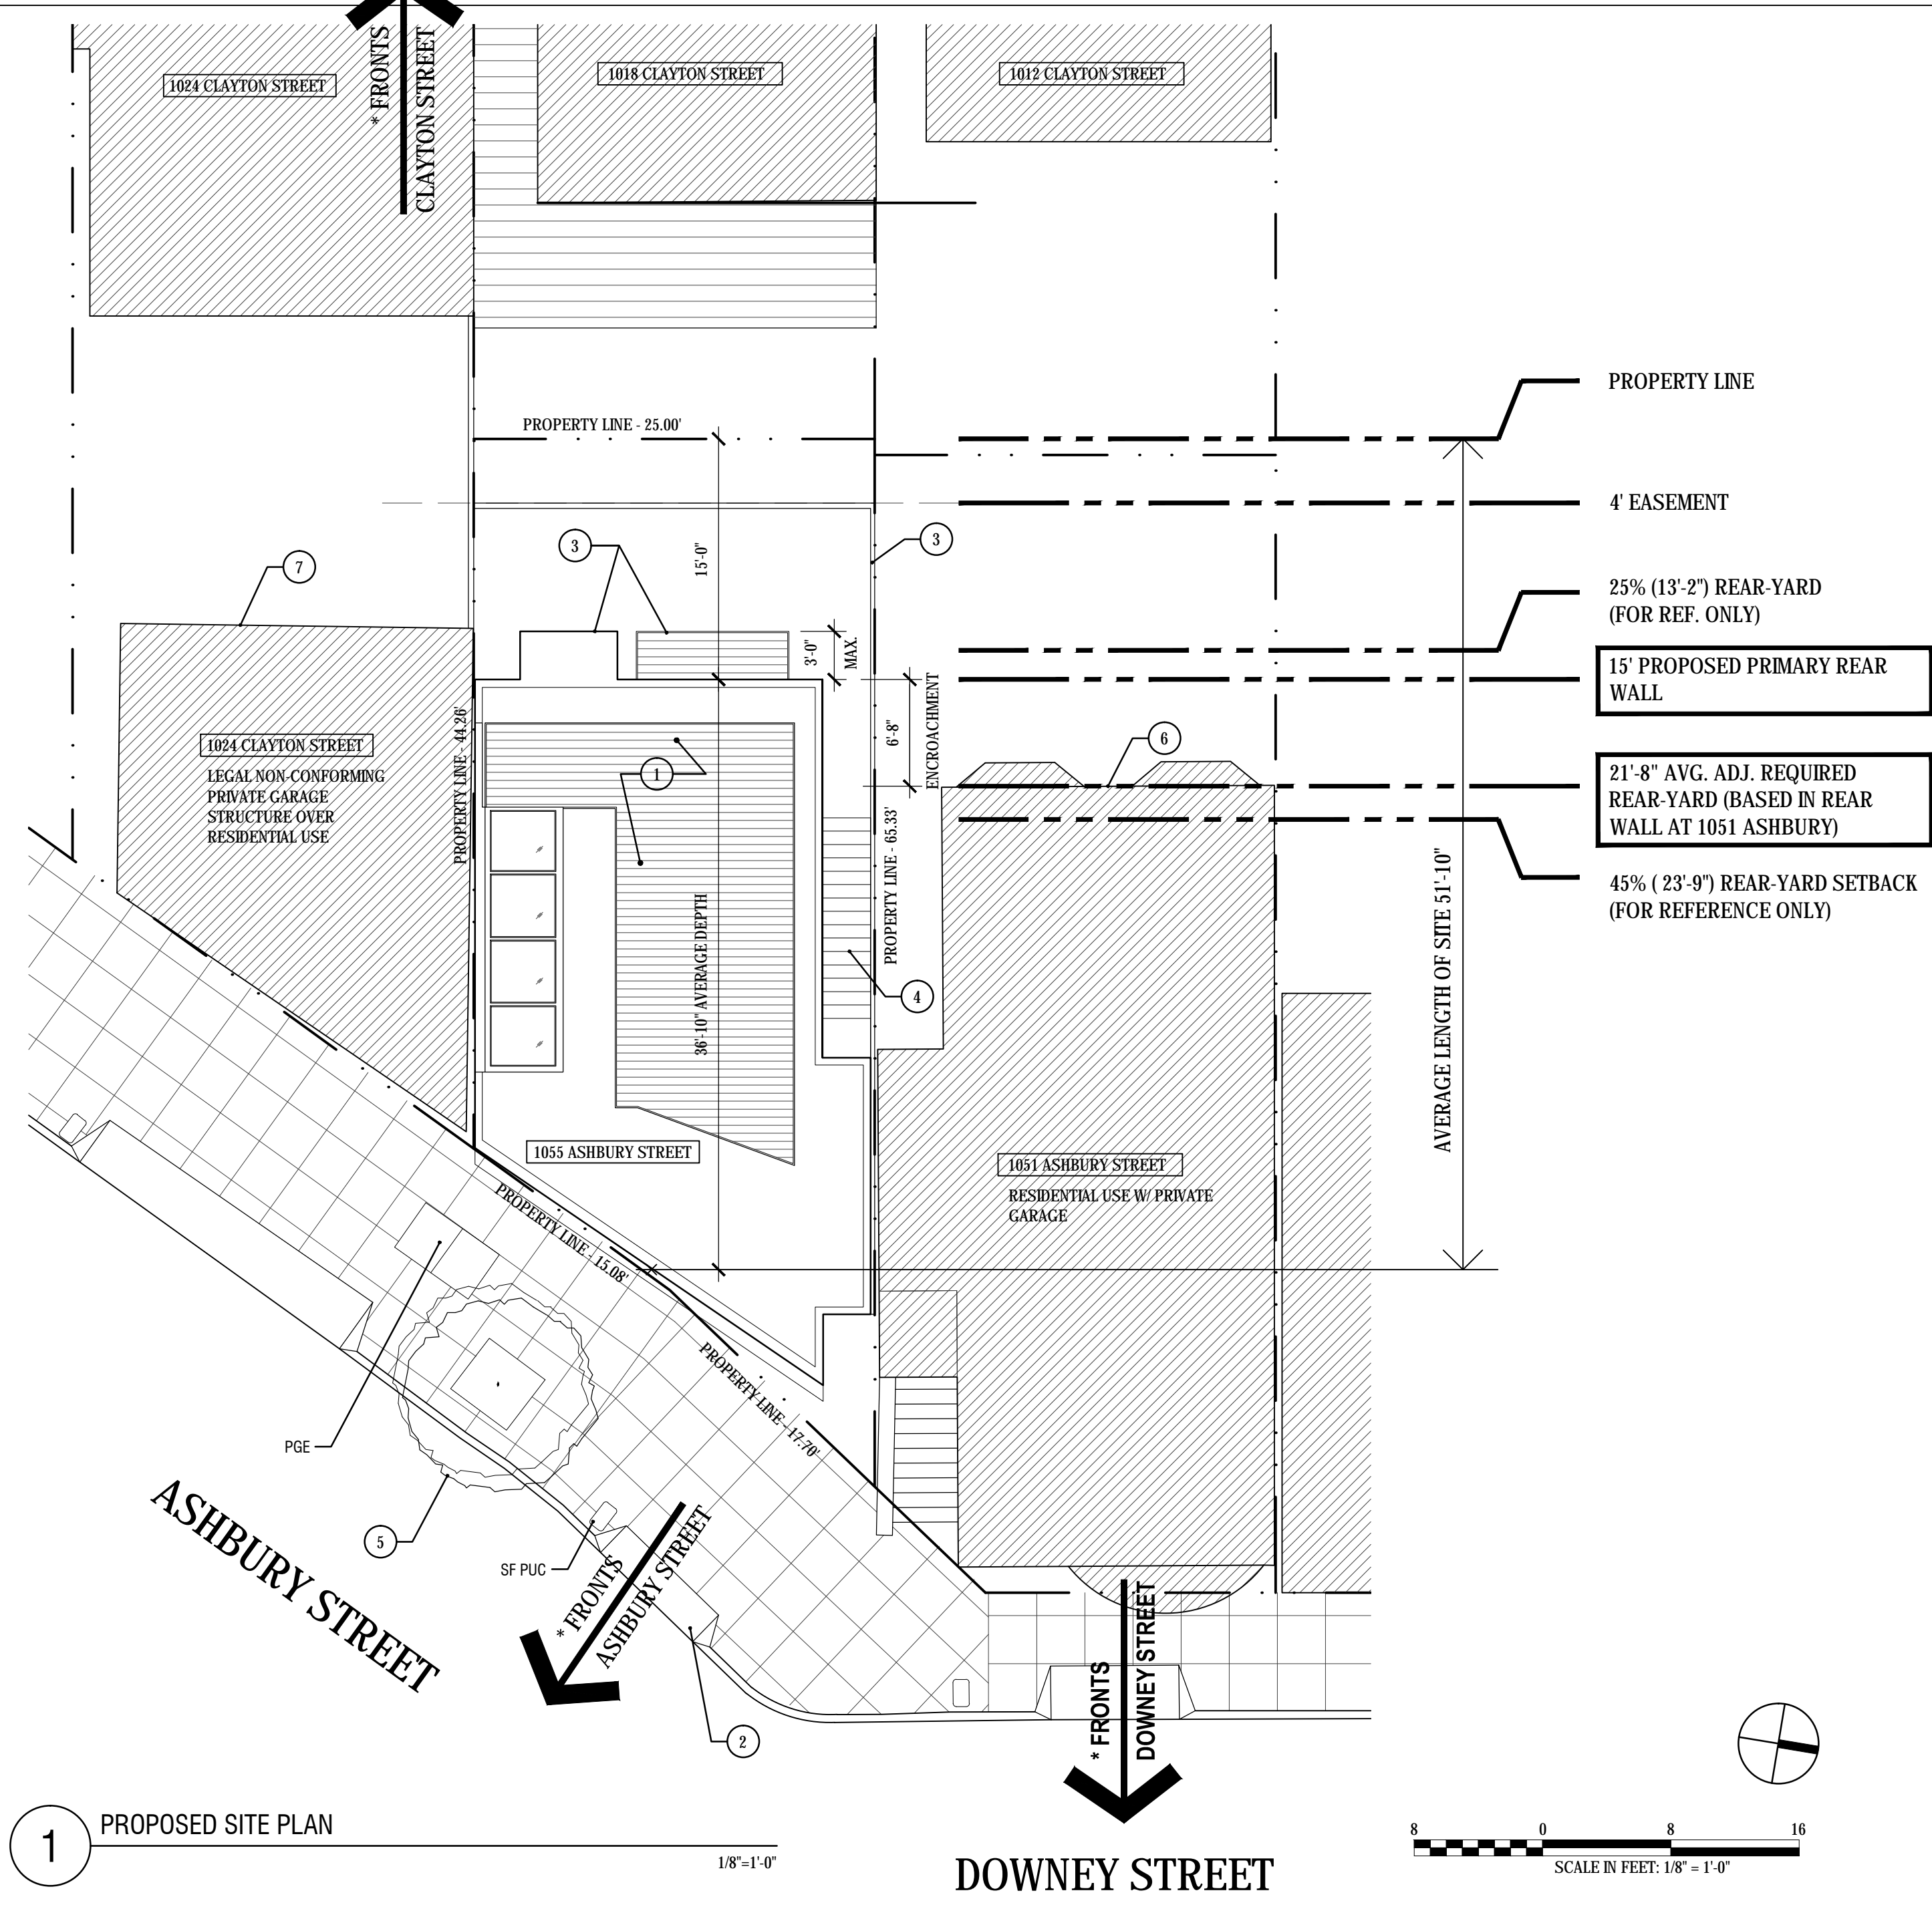 * FRONTS
CLAYTON STREET
1024 CLAYTON STREET
1018 CLAYTON STREET
1012 CLAYTON STREET
PROPERTY LINE
PROPERTY LINE - 25.00'
4' EASEMENT
15'-0"
3
3
7
25% (13'-2") REAR-YARD
(FOR REF. ONLY)
3'-0"
MAX.
15' PROPOSED PRIMARY REAR
WALL
6'-8"
ENCROACHMENT
PROPERTY LINE - 44.26'
1024 CLAYTON STREET
LEGAL NON-CONFORMING
PRIVATE GARAGE
STRUCTURE OVER
RESIDENTIAL USE
1
6
21'-8" AVG. ADJ. REQUIRED
REAR-YARD (BASED IN REAR
WALL AT 1051 ASHBURY)
45% ( 23'-9") REAR-YARD SETBACK
(FOR REFERENCE ONLY)
PROPERTY LINE - 65.33'
36'-10" AVERAGE DEPTH
4
AVERAGE LENGTH OF SITE 51'-10"
1055 ASHBURY STREET
1051 ASHBURY STREET
RESIDENTIAL USE W/ PRIVATE
GARAGE
PROPERTY LINE - 15.08'
PROPERTY LINE - 17.70'
PGE
5
SF PUC
ASHBURY STREET
* FRONTS
ASHBURY STREET
2
* FRONTS
DOWNEY STREET
1
PROPOSED SITE PLAN
1/8"=1'-0"
DOWNEY STREET
8 0 8 16
SCALE IN FEET: 1/8" = 1'-0"